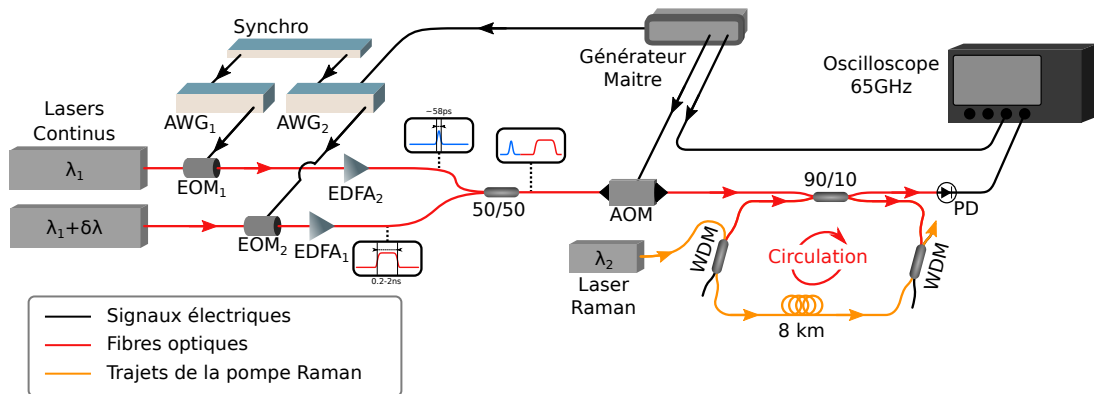 Synchro
Générateur
Maitre
Oscilloscope
65GHz
Lasers
Continus
AWG₁
AWG₂
~58ps
λ₁
EOM₁
EDFA₂
50/50
AOM
90/10
PD
λ₁+δλ
EOM₂
EDFA₁
0.2-2ns
λ₂
Laser
Raman
WDM
Circulation
WDM
8 km
Signaux électriques
Fibres optiques
Trajets de la pompe Raman